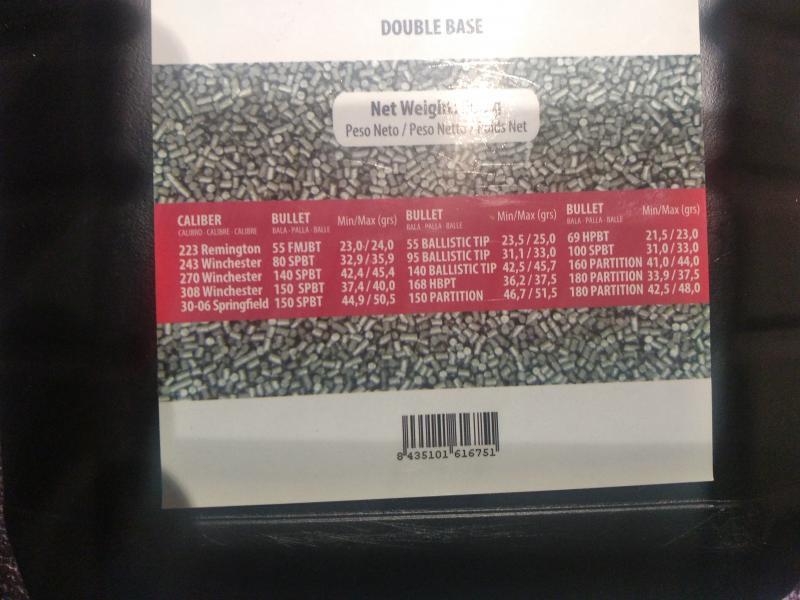 DOUBLE BASE
Net Weight: g
Peso Neto / Peso Netto / Poids Net
CALIBER BULLET Min/Max (grs) BULLET Min/Max (grs) BULLET Min/Max (grs)
CALIBRO - CALIBRE - CALIBRE BALA - PALLA - BALLE BALA - PALLA - BALLE BALA - PALLA - BALLE
223 Remington 55 FMJBT 23,0 / 24,0 55 BALLISTIC TIP 23,5 / 25,0 69 HPBT 21,5 / 23,0
243 Winchester 80 SPBT 32,9 / 35,9 95 BALLISTIC TIP 31,1 / 33,0 100 SPBT 31,0 / 33,0
270 Winchester 140 SPBT 42,4 / 45,4 140 BALLISTIC TIP 42,5 / 45,7 160 PARTITION 41,0 / 44,0
308 Winchester 150 SPBT 37,4 / 40,0 168 HBPT 36,2 / 37,5 180 PARTITION 33,9 / 37,5
30-06 Springfield 150 SPBT 44,9 / 50,5 150 PARTITION 46,7 / 51,5 180 PARTITION 42,5 / 48,0
8 435101 616751